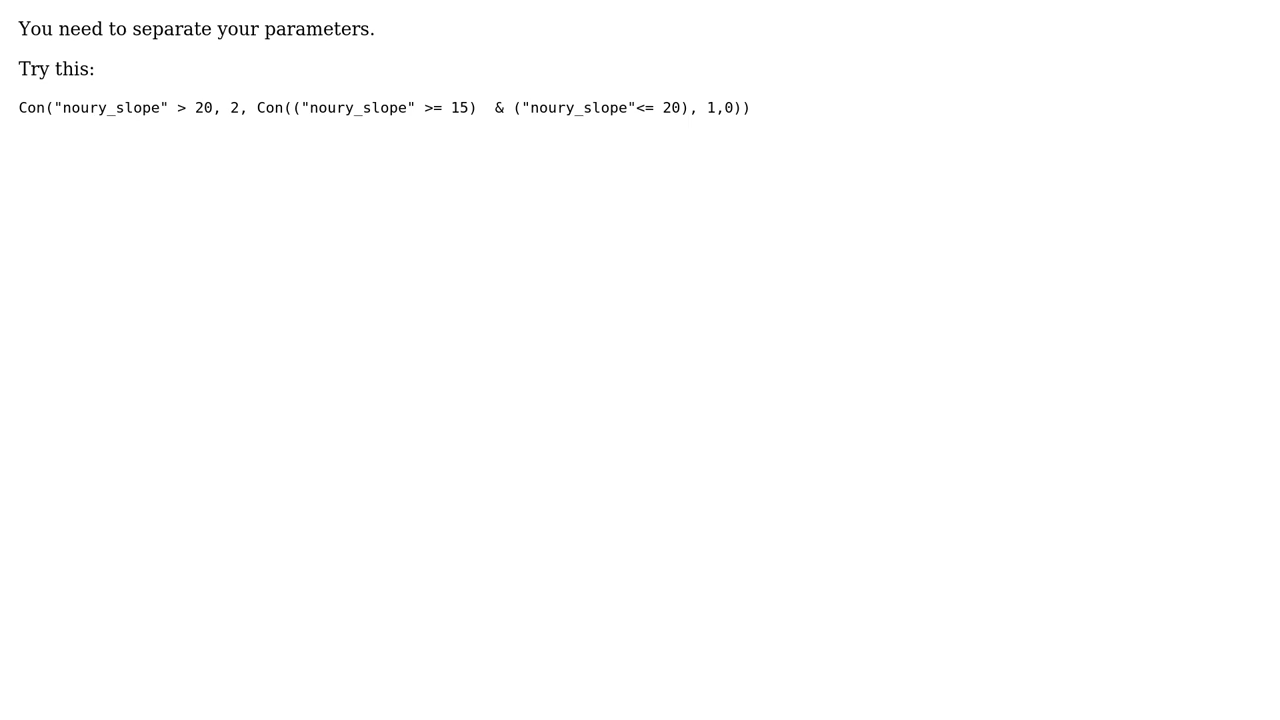 You need to separate your parameters.
Try this:
Con("noury_slope" > 20, 2, Con(("noury_slope" >= 15)  & ("noury_slope"<= 20), 1,0))